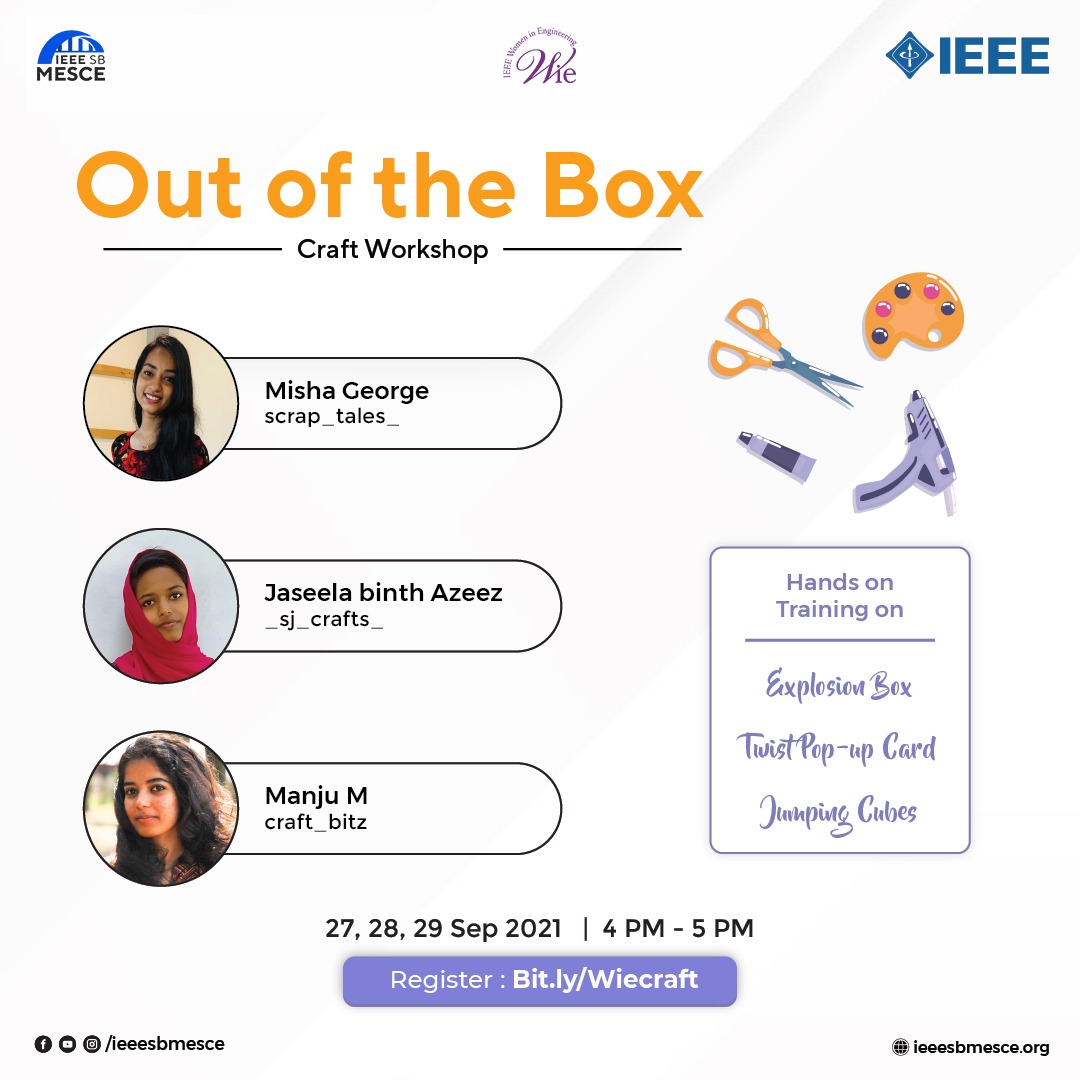 IEEE SB
MESCE
IEEE Women in Engineering
Wie
IEEE
Out of the Box
Craft Workshop
Misha George
scrap_tales_
Jaseela binth Azeez
_sj_crafts_
Manju M
craft_bitz
Hands on
Training on
Explosion Box
Twist Pop-up Card
Jumping Cubes
27, 28, 29 Sep 2021 | 4 PM - 5 PM
Register : Bit.ly/Wiecraft
/ieeesbmesce
ieeesbmesce.org